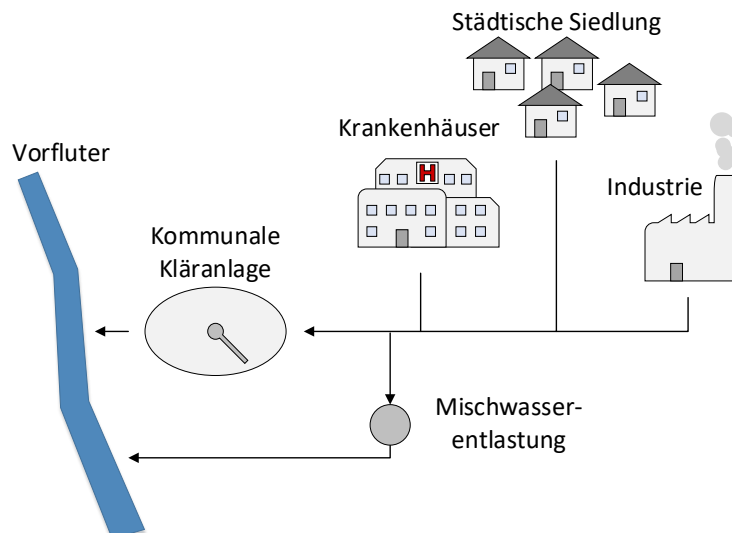 Städtische Siedlung
Krankenhäuser
H
Vorfluter
Industrie
Kommunale
Kläranlage
Mischwasser-
entlastung